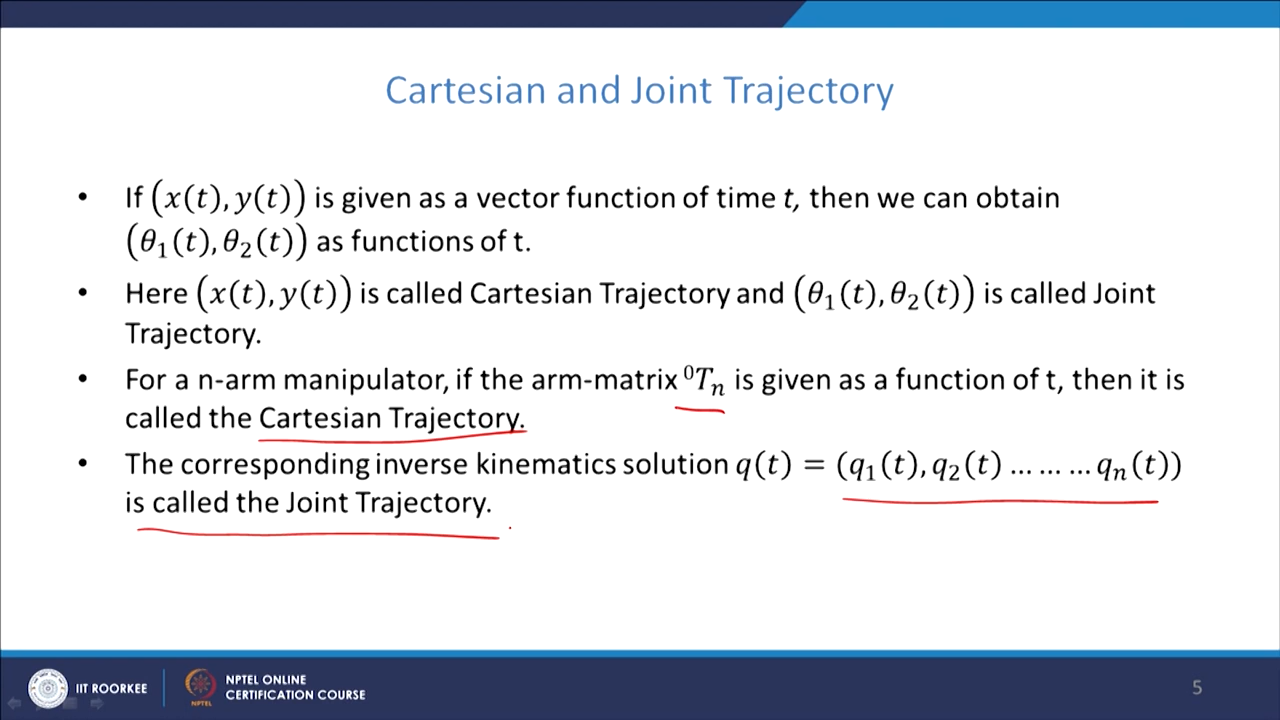 Cartesian and Joint Trajectory
• If (x(t), y(t)) is given as a vector function of time t, then we can obtain
(θ₁(t), θ₂(t)) as functions of t.
• Here (x(t), y(t)) is called Cartesian Trajectory and (θ₁(t), θ₂(t)) is called Joint
Trajectory.
• For a n-arm manipulator, if the arm-matrix ⁰Tₙ is given as a function of t, then it is
called the Cartesian Trajectory.
• The corresponding inverse kinematics solution q(t) = (q₁(t), q₂(t) … … … qₙ(t))
is called the Joint Trajectory.
IIT ROORKEE
NPTEL
NPTEL ONLINE
CERTIFICATION COURSE
5